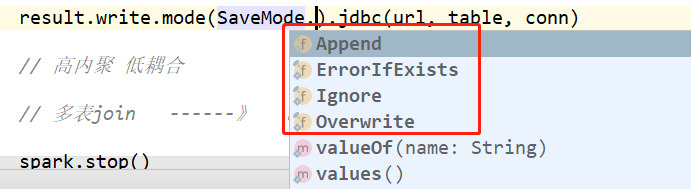 result.write.mode(SaveMode.).jdbc(url, table, conn)
Append
// 高内聚 低耦合
ErrorIfExists
Ignore
// 多表join ------》
Overwrite
valueOf(name: String)
spark.stop()
values()